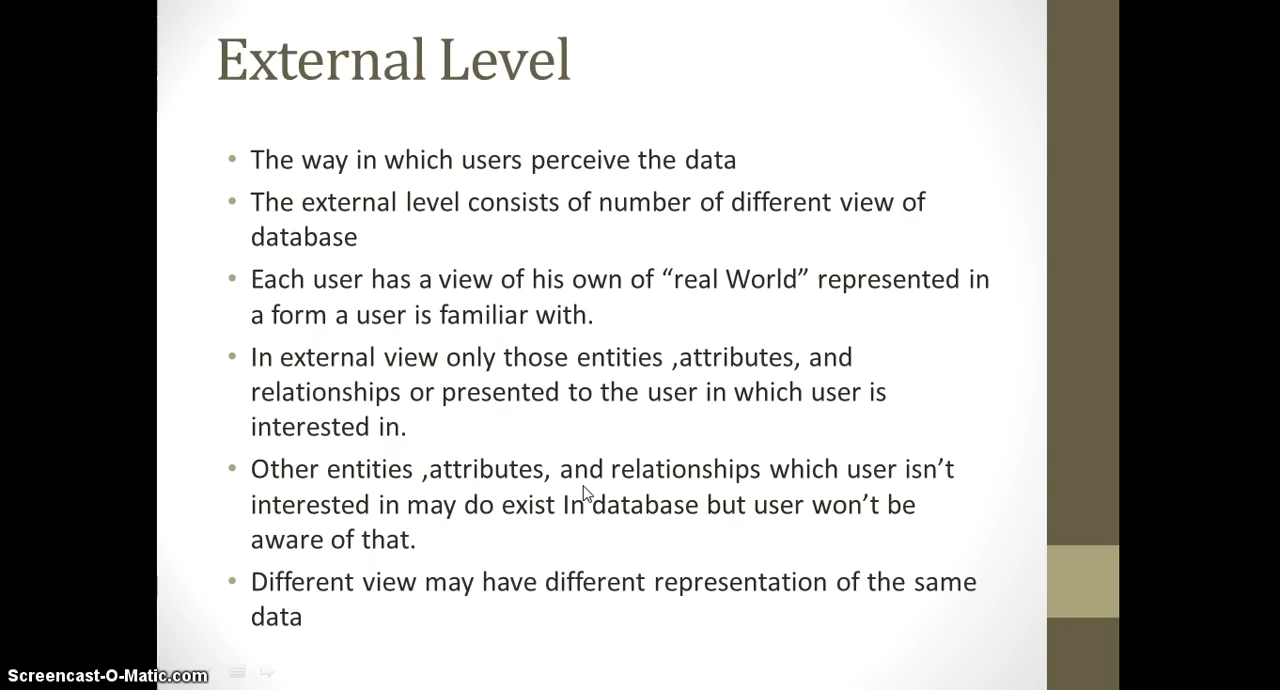 External Level
• The way in which users perceive the data
• The external level consists of number of different view of
database
• Each user has a view of his own of “real World” represented in
a form a user is familiar with.
• In external view only those entities ,attributes, and
relationships or presented to the user in which user is
interested in.
• Other entities ,attributes, and relationships which user isn’t
interested in may do exist In database but user won’t be
aware of that.
• Different view may have different representation of the same
data
Screencast-O-Matic.com